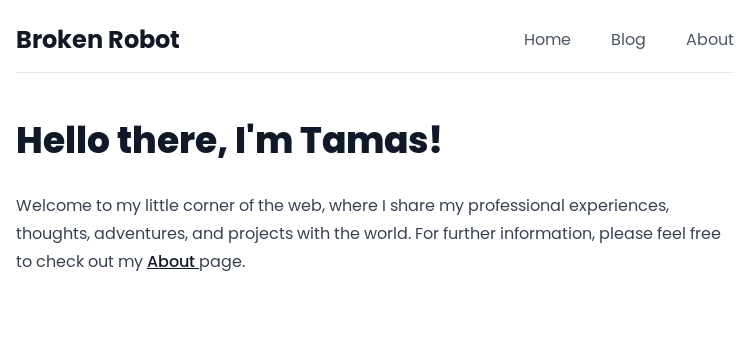 Broken Robot
Home Blog About
Hello there, I'm Tamas!
Welcome to my little corner of the web, where I share my professional experiences,
thoughts, adventures, and projects with the world. For further information, please feel free
to check out my About page.